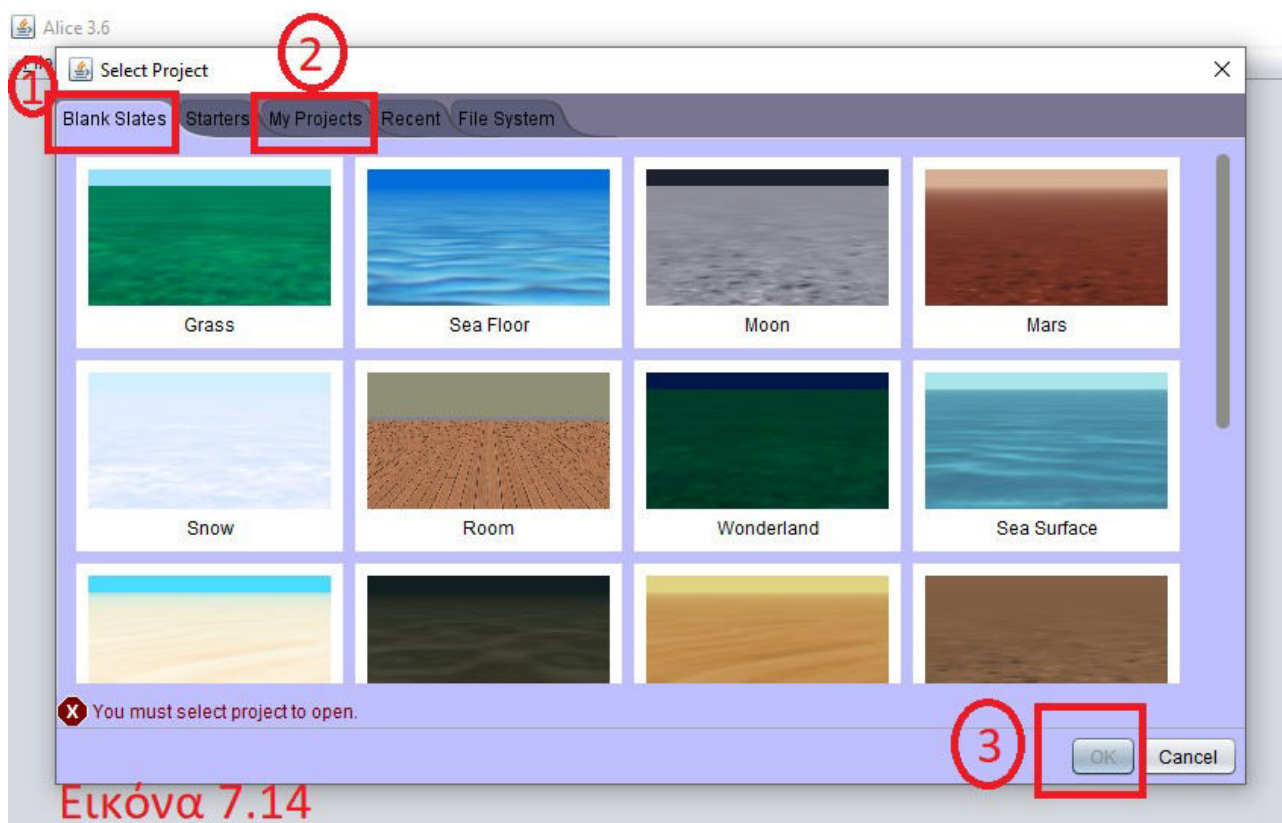 Alice 3.6
2
File
1
Select Project
Blank Slates Starters My Projects Recent File System
Grass Sea Floor Moon Mars
Snow Room Wonderland Sea Surface
X You must select project to open.
3
OK Cancel
Εικόνα 7.14